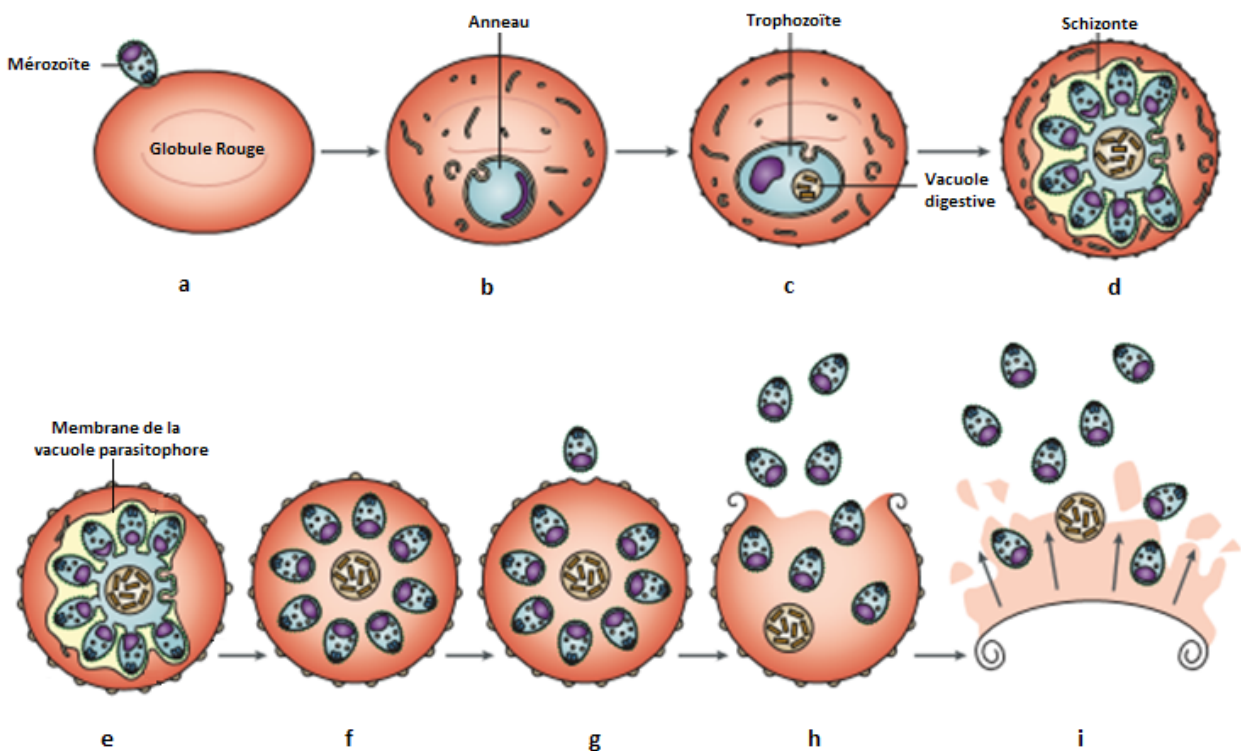 Mérozoïte
Globule Rouge
Anneau
Trophozoïte
Vacuole
digestive
Schizonte
a
b
c
d
Membrane de la
vacuole parasitophore
e
f
g
h
i